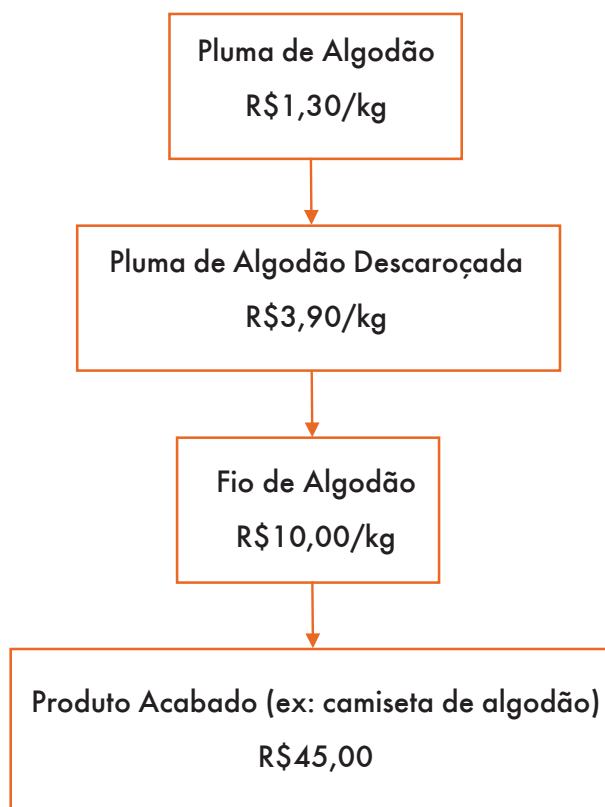 Pluma de Algodão
R$1,30/kg
Pluma de Algodão Descaroçada
R$3,90/kg
Fio de Algodão
R$10,00/kg
Produto Acabado (ex: camiseta de algodão)
R$45,00